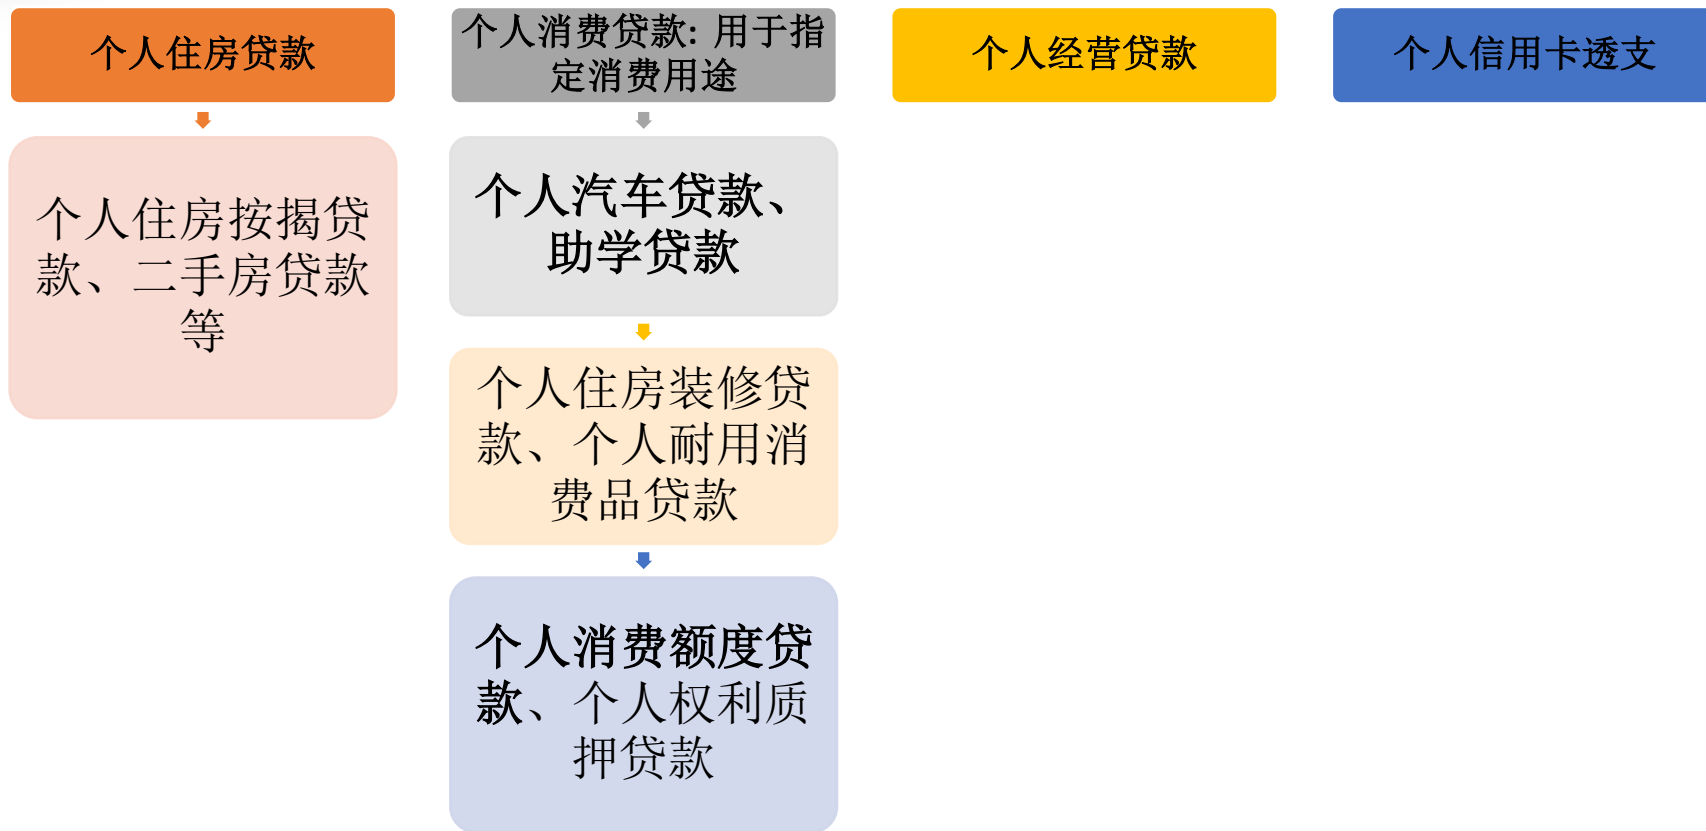 个人住房贷款
个人住房按揭贷
款、二手房贷款
等
个人消费贷款: 用于指
定消费用途
个人汽车贷款、
助学贷款
个人住房装修贷
款、个人耐用消
费品贷款
个人消费额度贷
款、个人权利质
押贷款
个人经营贷款
个人信用卡透支